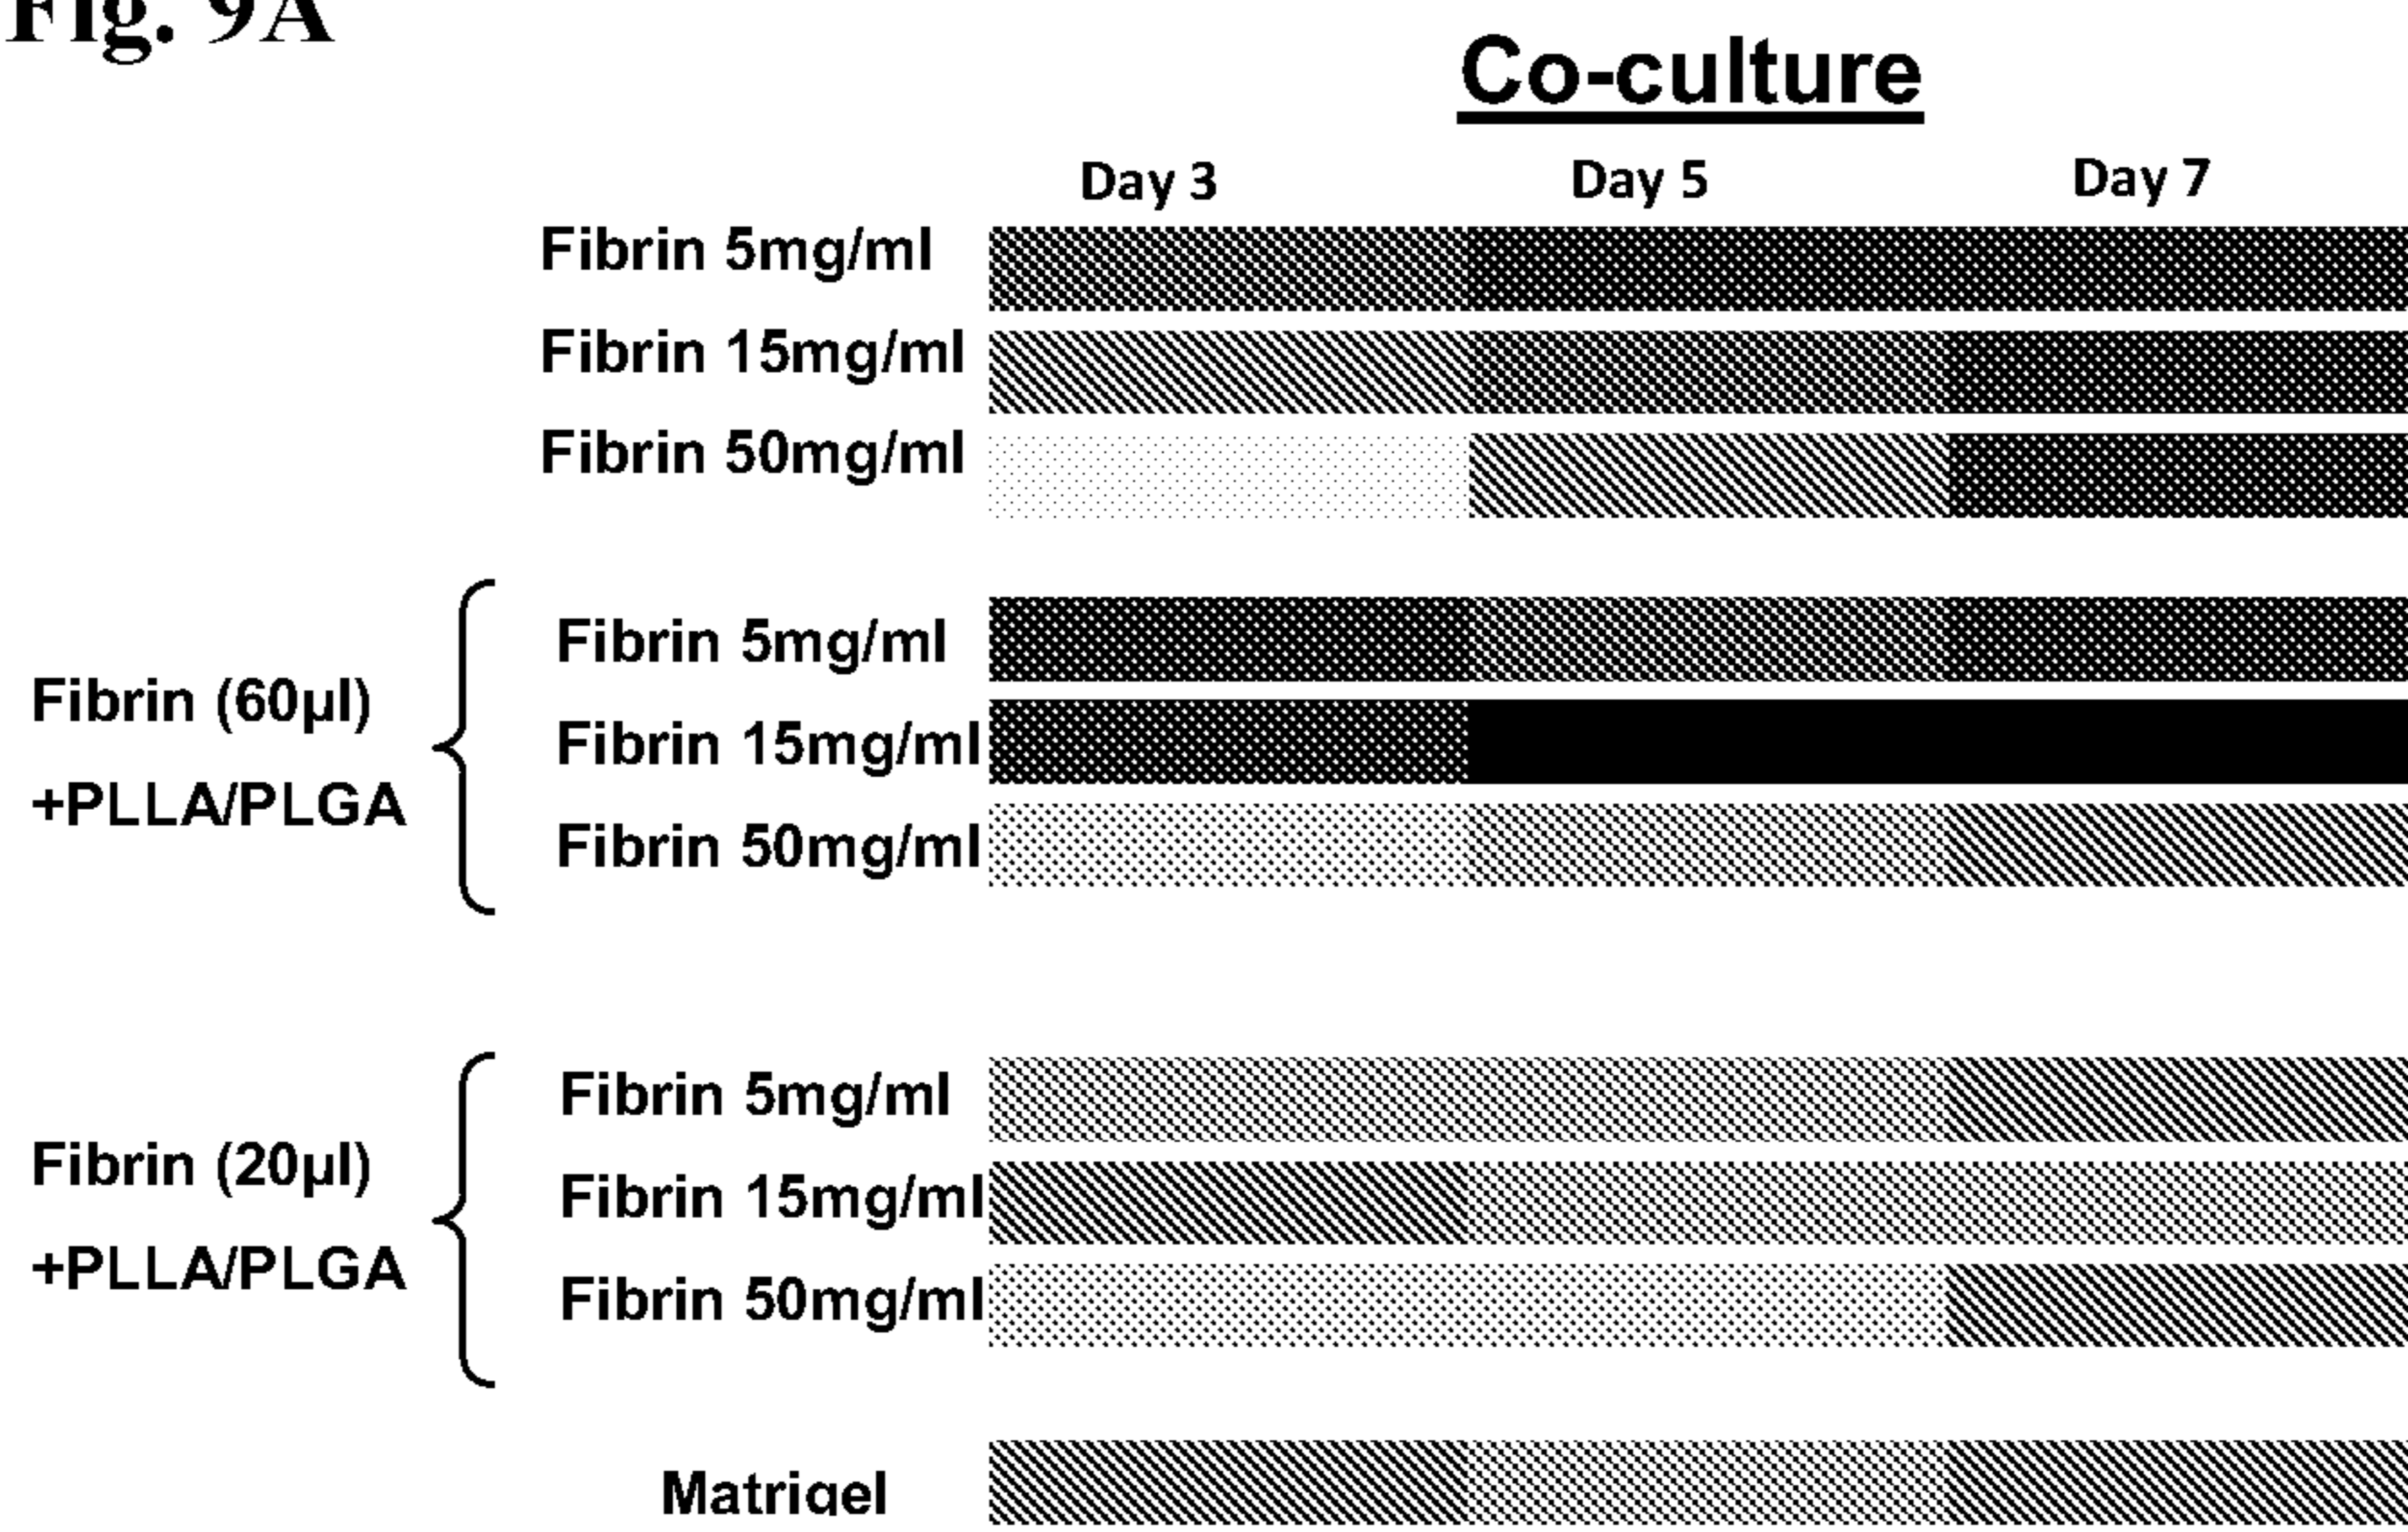 Fig. 9A
Co-culture
Day 3 Day 5 Day 7
Fibrin 5mg/ml
Fibrin 15mg/ml
Fibrin 50mg/ml
Fibrin (60µl)
+PLLA/PLGA
Fibrin 5mg/ml
Fibrin 15mg/ml
Fibrin 50mg/ml
Fibrin (20µl)
+PLLA/PLGA
Fibrin 5mg/ml
Fibrin 15mg/ml
Fibrin 50mg/ml
Matrigel